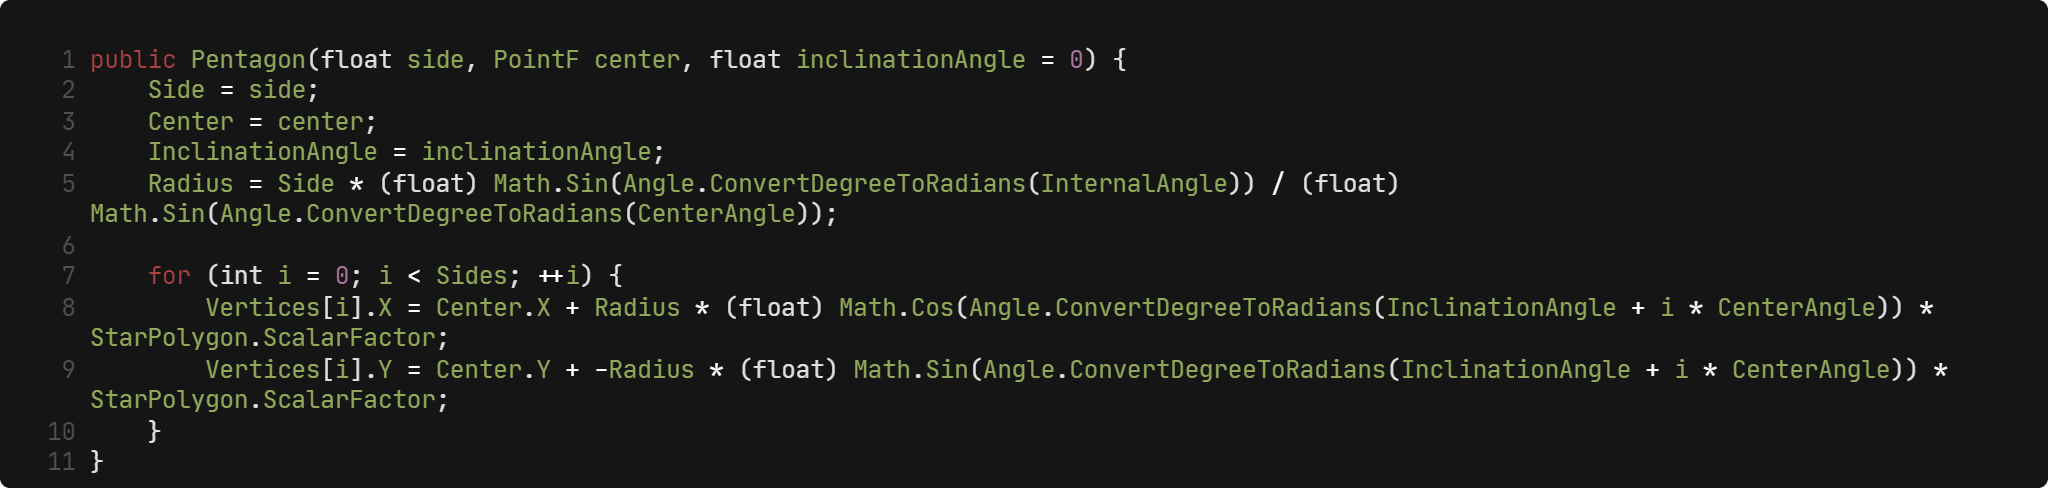 1 public Pentagon(float side, PointF center, float inclinationAngle = 0) {
2     Side = side;
3     Center = center;
4     InclinationAngle = inclinationAngle;
5     Radius = Side * (float) Math.Sin(Angle.ConvertDegreeToRadians(InternalAngle)) / (float)
Math.Sin(Angle.ConvertDegreeToRadians(CenterAngle));
6
7     for (int i = 0; i < Sides; ++i) {
8         Vertices[i].X = Center.X + Radius * (float) Math.Cos(Angle.ConvertDegreeToRadians(InclinationAngle + i * CenterAngle)) *
StarPolygon.ScalarFactor;
9         Vertices[i].Y = Center.Y + -Radius * (float) Math.Sin(Angle.ConvertDegreeToRadians(InclinationAngle + i * CenterAngle)) *
StarPolygon.ScalarFactor;
10     }
11 }